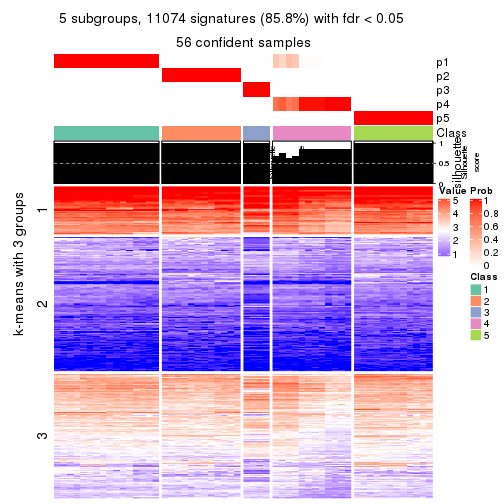 5 subgroups, 11074 signatures (85.8%) with fdr < 0.05
56 confident samples
p1
p2
p3
p4
p5
Class
1
0.5
0
silhouette
Silhouette
score
k-means with 3 groups
1
2
3
Value
5
4
3
2
1
Prob
1
0.8
0.6
0.4
0.2
0
Class
1
2
3
4
5